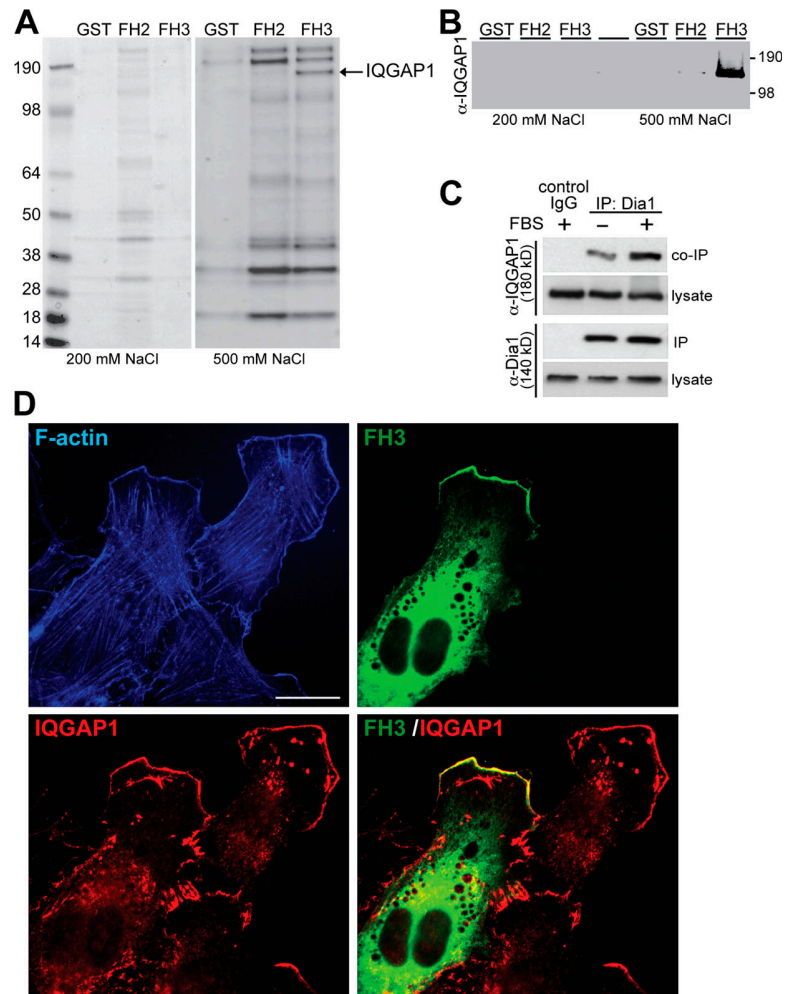 A
GST FH2 FH3 GST FH2 FH3
190
98
64
50
38
28
18
14
IQGAP1
200 mM NaCl 500 mM NaCl
B
GST FH2 FH3 GST FH2 FH3
α-IQGAP1
190
98
200 mM NaCl 500 mM NaCl
C
control IgG
IP: Dia1
FBS + − +
α-IQGAP1
(180 kD)
co-IP
lysate
α-Dia1
(140 kD)
IP
lysate
D
F-actin
FH3
IQGAP1
FH3 /IQGAP1